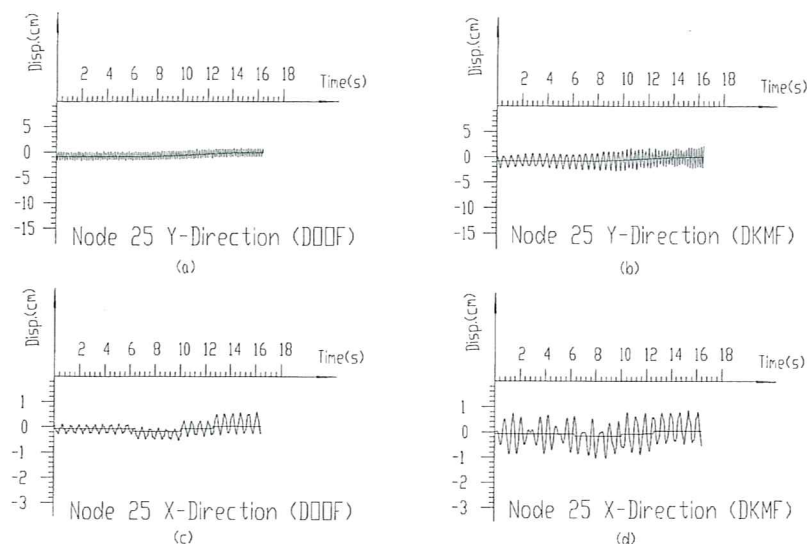 Disp.(cm)
2 4 6 8 10 12 14 16 18 Time(s)
5
0
-5
-10
-15
Node 25 Y-Direction (D□□F)
(a)
Disp.(cm)
2 4 6 8 10 12 14 16 18 Time(s)
5
0
-5
-10
-15
Node 25 Y-Direction (DKMF)
(b)
Disp.(cm)
2 4 6 8 10 12 14 16 18 Time(s)
1
0
-1
-2
-3
Node 25 X-Direction (D□□F)
(c)
Disp.(cm)
2 4 6 8 10 12 14 16 18 Time(s)
1
0
-1
-2
-3
Node 25 X-Direction (DKMF)
(d)